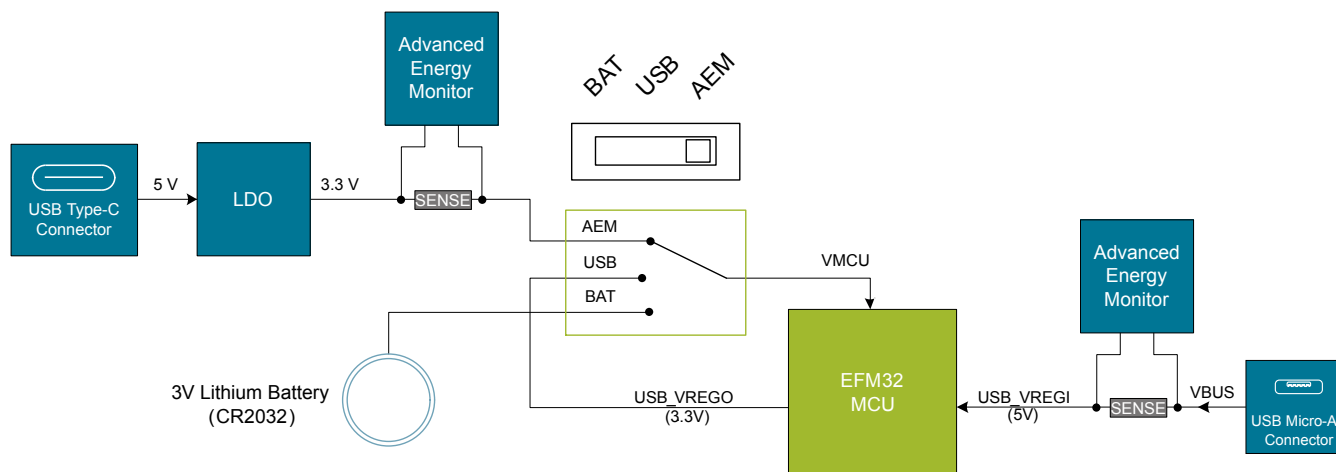 Advanced
Energy
Monitor
BAT
USB
AEM
USB Type-C
Connector
5 V
LDO
3.3 V
SENSE
AEM
USB
BAT
VMCU
Advanced
Energy
Monitor
3V Lithium Battery
(CR2032)
USB_VREGO
(3.3V)
EFM32
MCU
USB_VREGI
(5V)
SENSE
VBUS
USB Micro-A
Connector